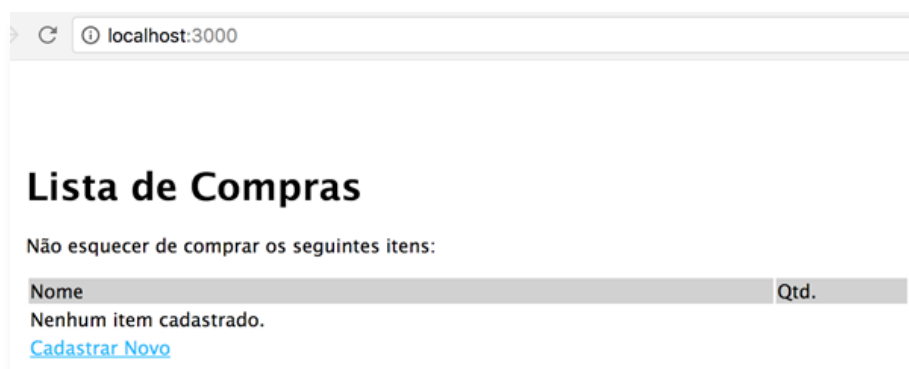 localhost:3000
Lista de Compras
Não esquecer de comprar os seguintes itens:
Nome Qtd.
Nenhum item cadastrado.
Cadastrar Novo